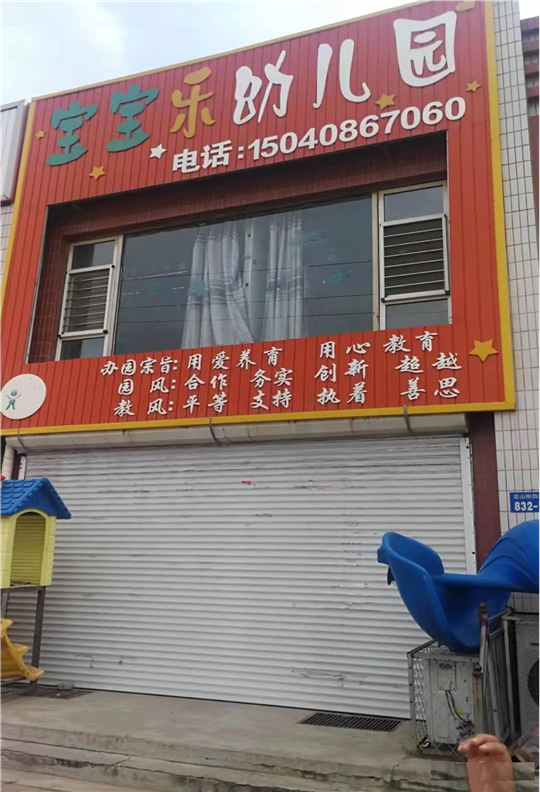 宝宝乐幼儿园
电话:15040867060
办园宗旨:用爱养育 用心教育
园风:合作 务实 创新 超越
教风:平等 支持 执着 善思
832-